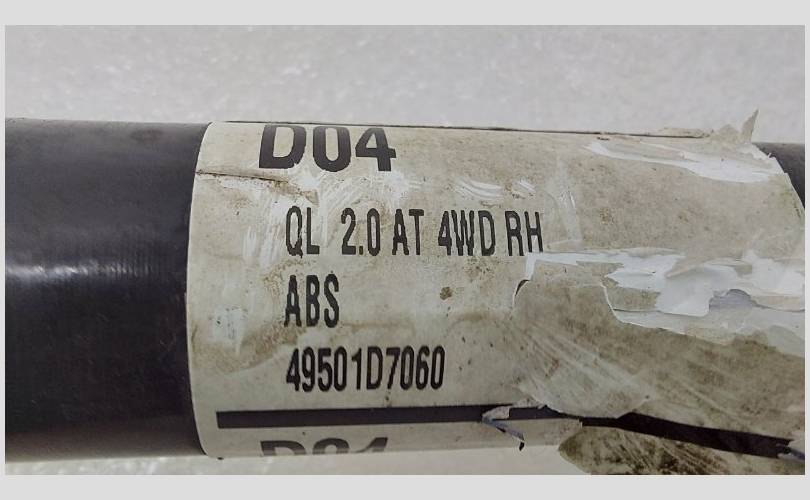 D04
QL 2.0 AT 4WD RH
ABS
49501D7060